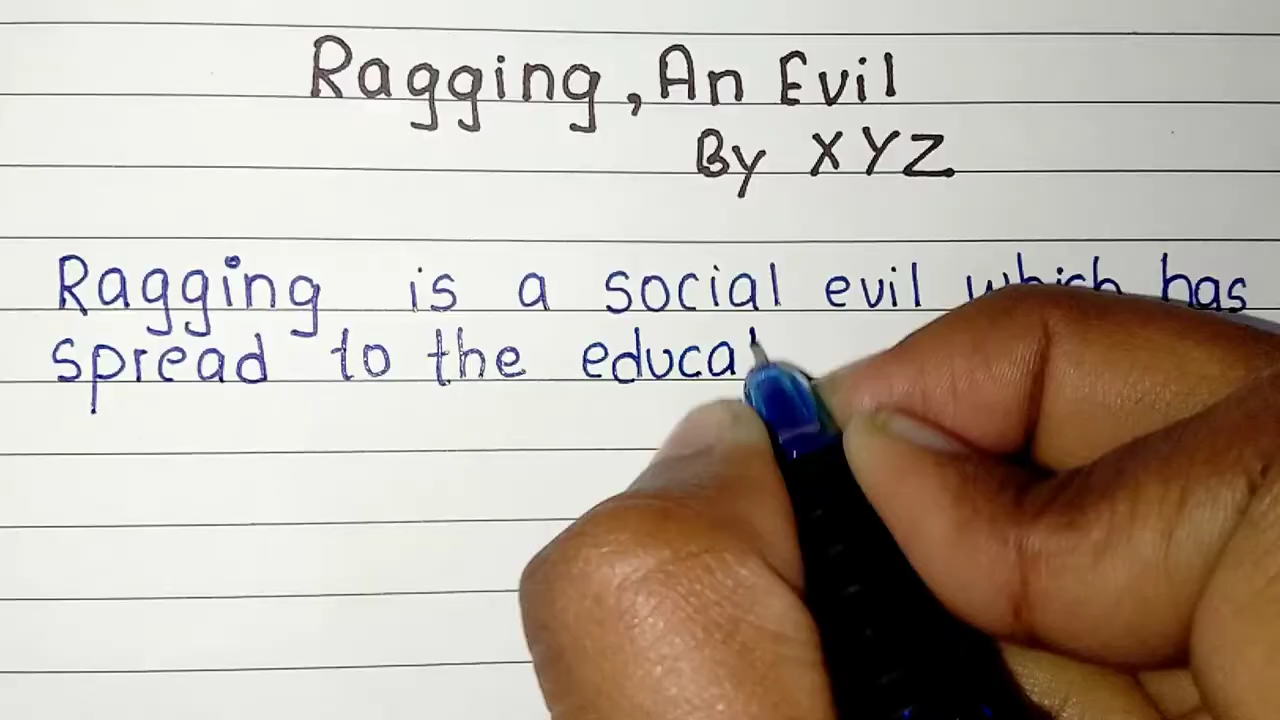 Ragging, An Evil
By XYZ
Ragging is a social evil which has
spread to the educa